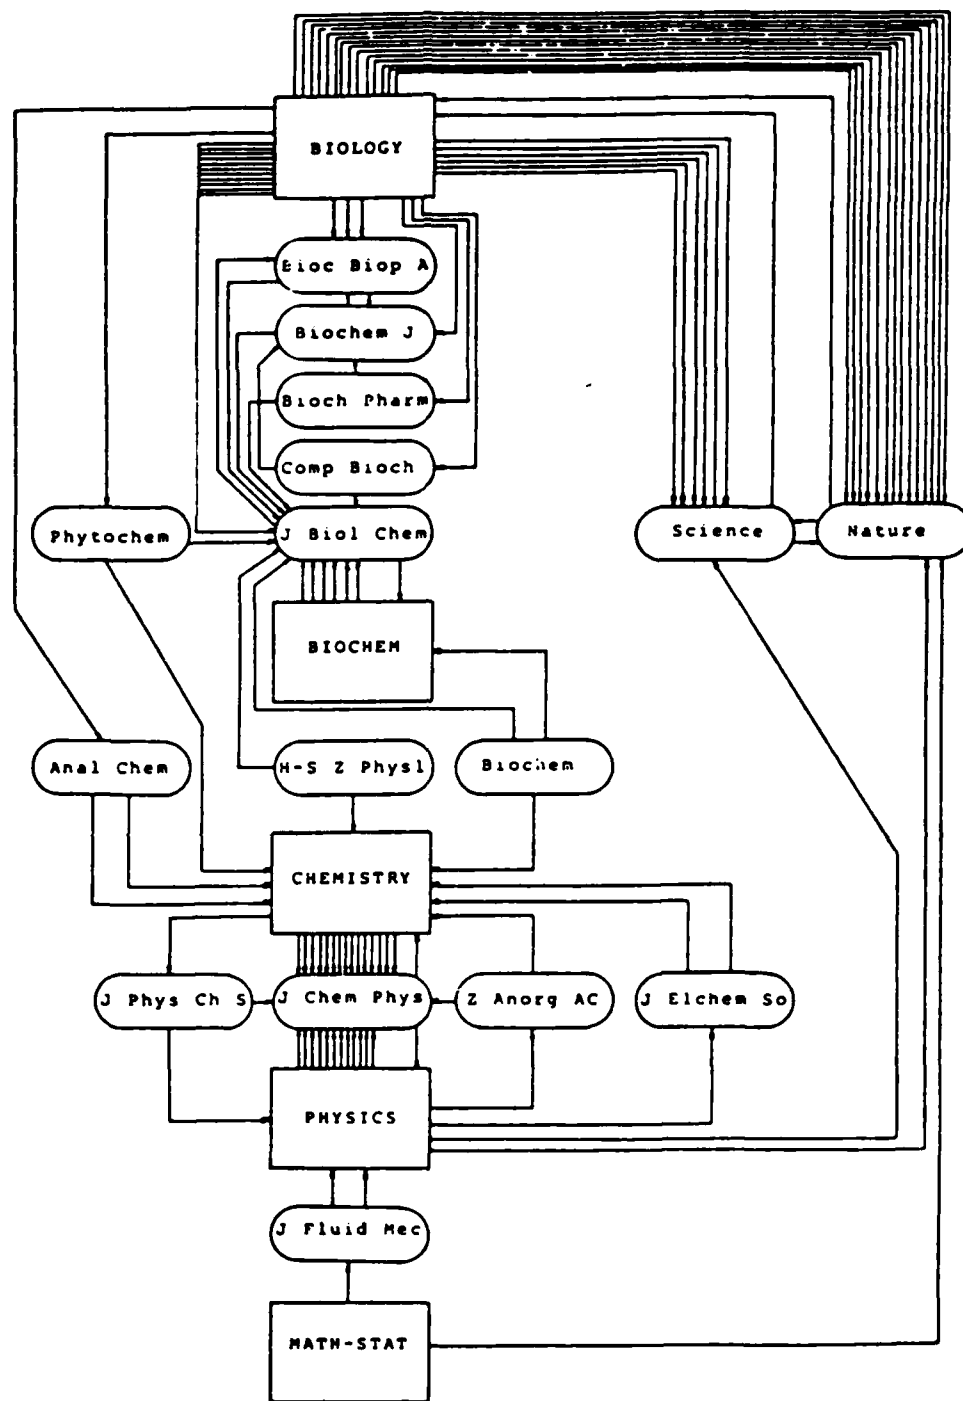 BIOLOGY
Bioc Biop A
Biochem J
Bioch Pharm
Comp Bioch
Phytochem
J Biol Chem
Science
Nature
BIOCHEM
Anal Chem
H-S Z Physl
Biochem
CHEMISTRY
J Phys Ch S
J Chem Phys
Z Anorg AC
J Elchem So
PHYSICS
J Fluid Mec
MATH-STAT